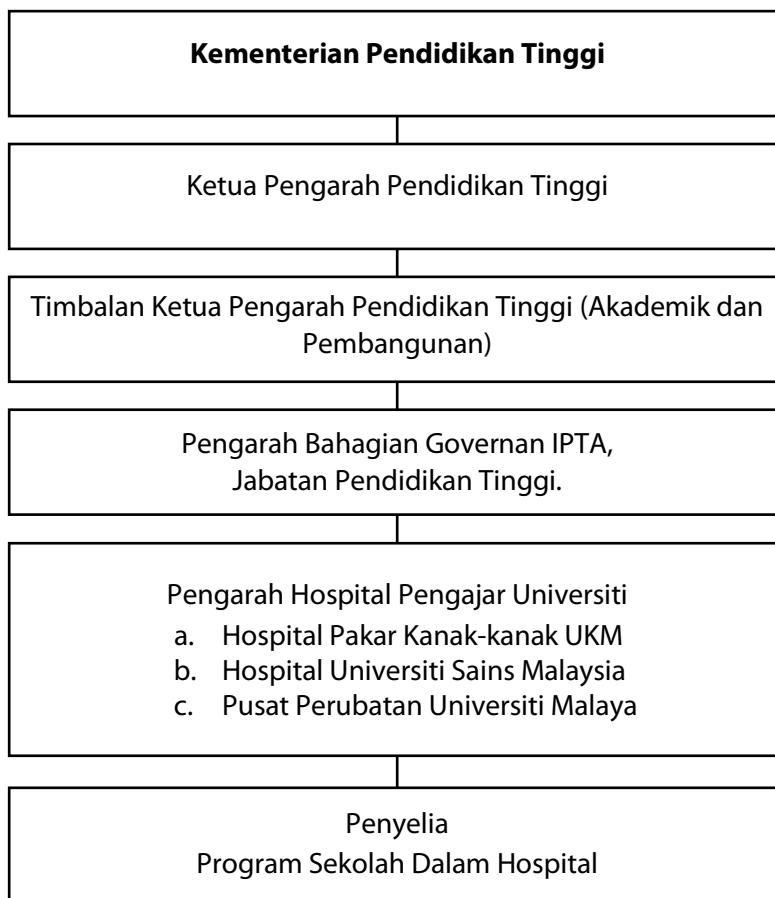 Kementerian Pendidikan Tinggi
Ketua Pengarah Pendidikan Tinggi
Timbalan Ketua Pengarah Pendidikan Tinggi (Akademik dan
Pembangunan)
Pengarah Bahagian Governan IPTA,
Jabatan Pendidikan Tinggi.
Pengarah Hospital Pengajar Universiti
a. Hospital Pakar Kanak-kanak UKM
b. Hospital Universiti Sains Malaysia
c. Pusat Perubatan Universiti Malaya
Penyelia
Program Sekolah Dalam Hospital